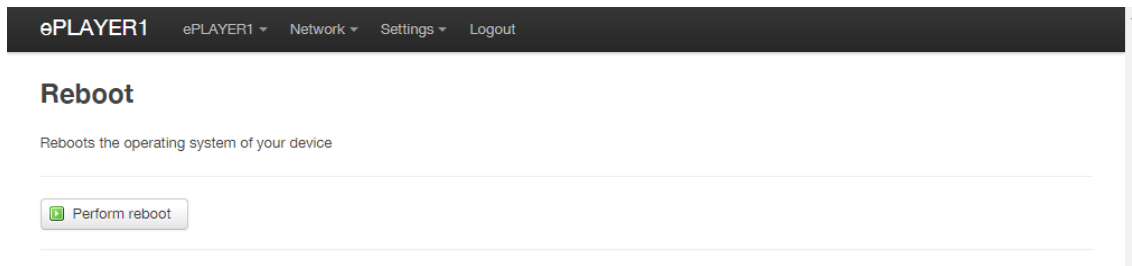 ePLAYER1 ePLAYER1 Network Settings Logout
Reboot
Reboots the operating system of your device
Perform reboot